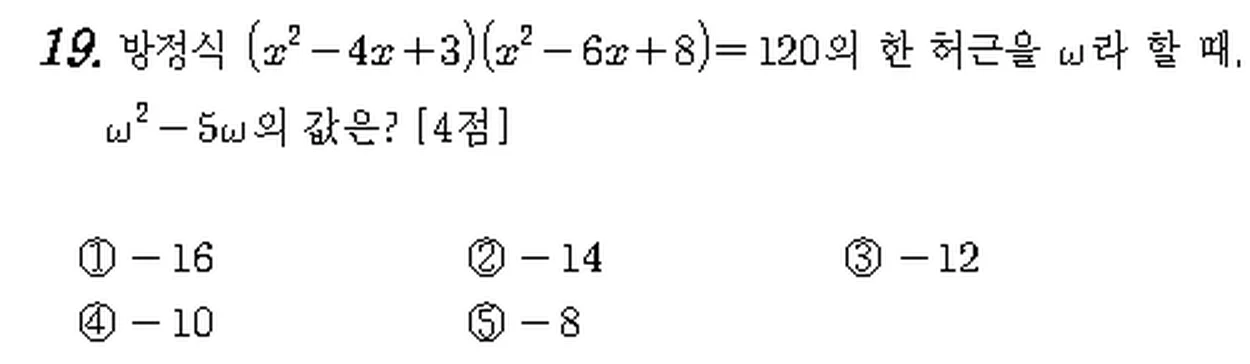 19. 방정식 (x² − 4x + 3)(x² − 6x + 8) = 120의 한 허근을 ω라 할 때,
ω² − 5ω의 값은? [4점]
① − 16 ② − 14 ③ − 12
④ − 10 ⑤ − 8